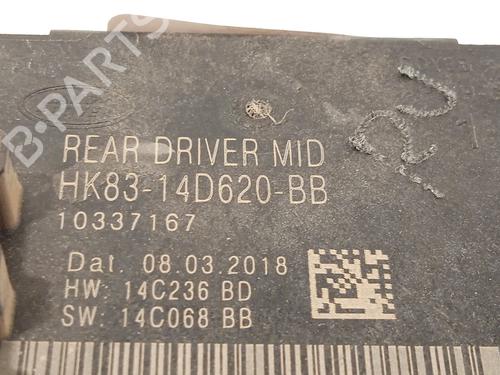 B-PARTS
REAR DRIVER MID
HK83-14D620-BB
10337167
Dat. 08.03.2018
HW: 14C236 BD
SW: 14C068 BB